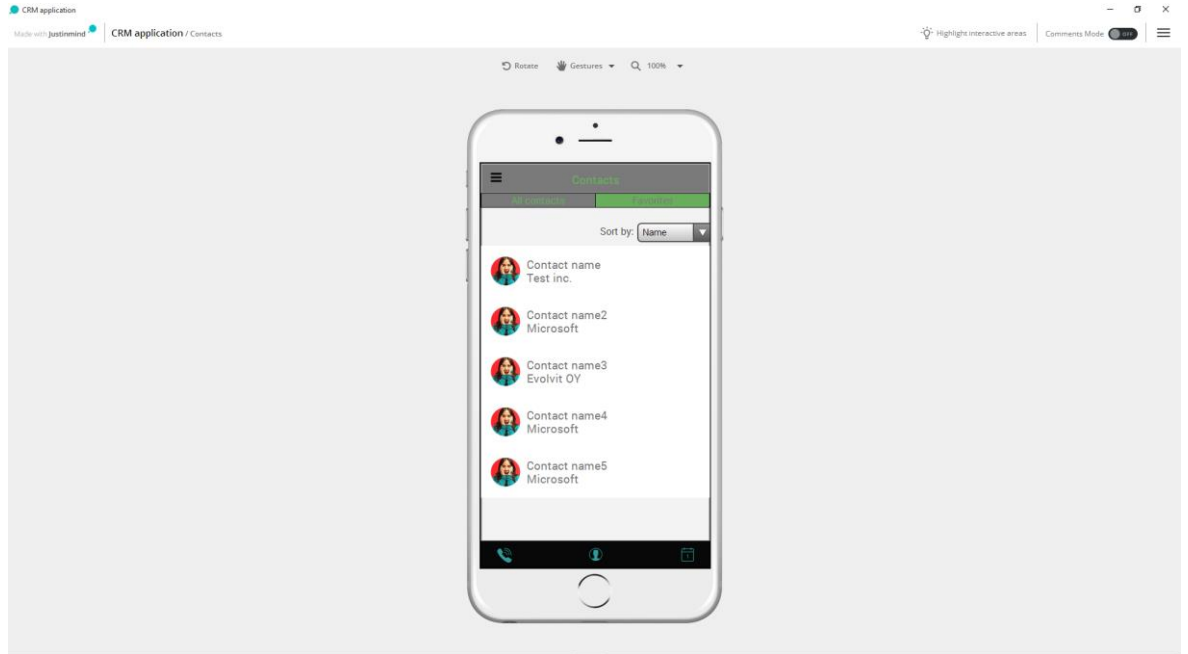 CRM application
Made with Justinmind
CRM application / Contacts
Highlight interactive areas
Comments Mode
OFF
Rotate
Gestures
100%
Contacts
All contacts
Favorites
Sort by: Name
Contact name
Test inc.
Contact name2
Microsoft
Contact name3
Evolvit OY
Contact name4
Microsoft
Contact name5
Microsoft